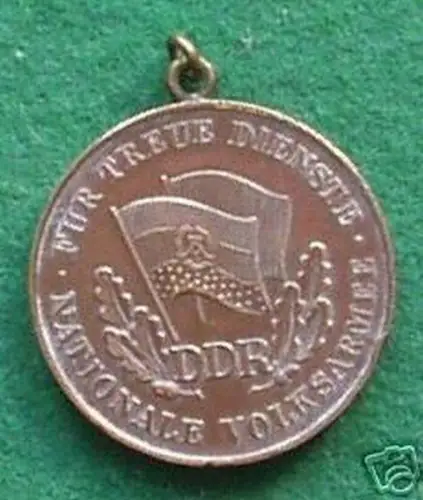 · FÜR TREUE DIENSTE ·
NATIONALE VOLKSARMEE
DDR